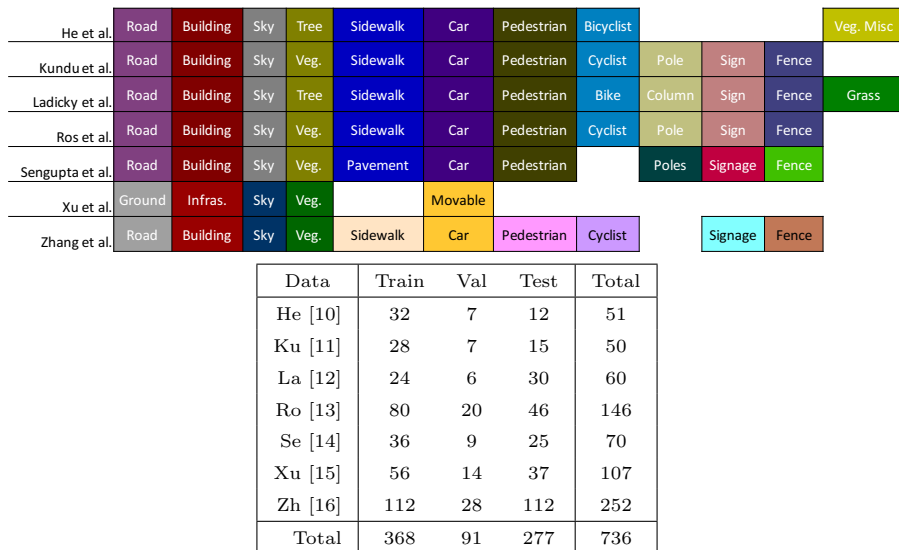 He et al. Road Building Sky Tree Sidewalk Car Pedestrian Bicyclist Veg. Misc
Kundu et al. Road Building Sky Veg. Sidewalk Car Pedestrian Cyclist Pole Sign Fence
Ladicky et al. Road Building Sky Tree Sidewalk Car Pedestrian Bike Column Sign Fence Grass
Ros et al. Road Building Sky Veg. Sidewalk Car Pedestrian Cyclist Pole Sign Fence
Sengupta et al. Road Building Sky Veg. Pavement Car Pedestrian Poles Signage Fence
Xu et al. Ground Infras. Sky Veg. Movable
Zhang et al. Road Building Sky Veg. Sidewalk Car Pedestrian Cyclist Signage Fence
Data Train Val Test Total
He [10] 32 7 12 51
Ku [11] 28 7 15 50
La [12] 24 6 30 60
Ro [13] 80 20 46 146
Se [14] 36 9 25 70
Xu [15] 56 14 37 107
Zh [16] 112 28 112 252
Total 368 91 277 736